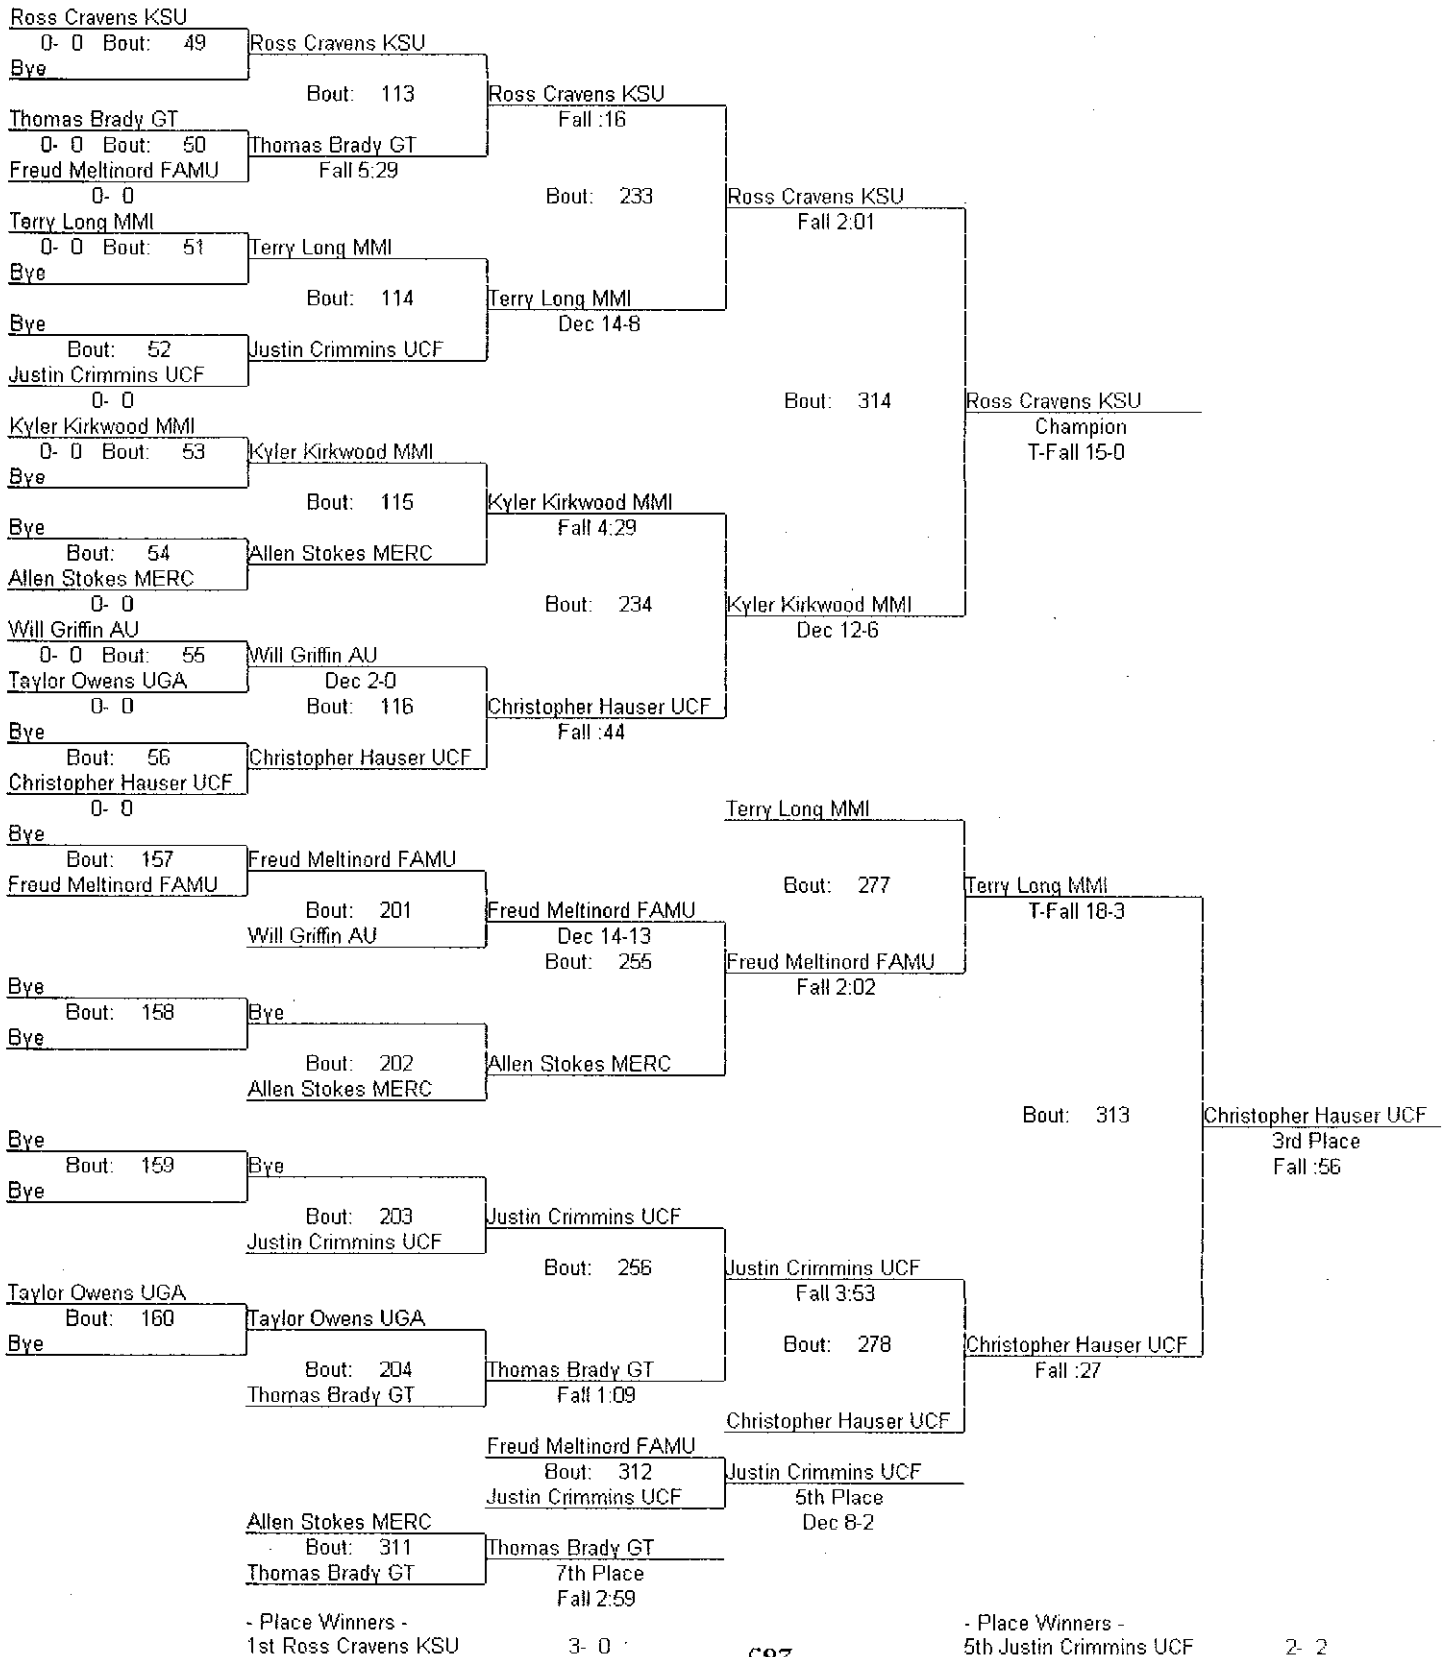 Ross Cravens KSU
0- 0 Bout: 49 Ross Cravens KSU
Bye
Bout: 113 Ross Cravens KSU
Thomas Brady GT Fall :16
0- 0 Bout: 50 Thomas Brady GT
Freud Meltinord FAMU Fall 5:29
0- 0 Bout: 233 Ross Cravens KSU
Terry Long MMI Fall 2:01
0- 0 Bout: 51 Terry Long MMI
Bye
Bout: 114 Terry Long MMI
Bye Dec 14-8
Bout: 52 Justin Crimmins UCF
Justin Crimmins UCF
0- 0 Bout: 314 Ross Cravens KSU
Kyler Kirkwood MMI Champion
0- 0 Bout: 53 Kyler Kirkwood MMI T-Fall 15-0
Bye
Bout: 115 Kyler Kirkwood MMI
Bye Fall 4:29
Bout: 54 Allen Stokes MERC
Allen Stokes MERC
0- 0 Bout: 234 Kyler Kirkwood MMI
Will Griffin AU Dec 12-6
0- 0 Bout: 55 Will Griffin AU
Taylor Owens UGA Dec 2-0
0- 0 Bout: 116 Christopher Hauser UCF
Bye Fall :44
Bout: 56 Christopher Hauser UCF
Christopher Hauser UCF
0- 0 Terry Long MMI
Bye
Bout: 157 Freud Meltinord FAMU
Freud Meltinord FAMU Bout: 277 Terry Long MMI
Bout: 201 Freud Meltinord FAMU T-Fall 18-3
Will Griffin AU Dec 14-13
Bout: 255 Freud Meltinord FAMU
Bye Fall 2:02
Bout: 158 Bye
Bye
Bout: 202 Allen Stokes MERC
Allen Stokes MERC
Bout: 313 Christopher Hauser UCF
Bye 3rd Place
Bout: 159 Bye Fall :56
Bye
Bout: 203 Justin Crimmins UCF
Justin Crimmins UCF
Bout: 256 Justin Crimmins UCF
Taylor Owens UGA Fall 3:53
Bout: 160 Taylor Owens UGA
Bye Bout: 278 Christopher Hauser UCF
Bout: 204 Thomas Brady GT Fall :27
Thomas Brady GT Fall 1:09
Christopher Hauser UCF
Freud Meltinord FAMU
Bout: 312 Justin Crimmins UCF
Justin Crimmins UCF 5th Place
Allen Stokes MERC Dec 8-2
Bout: 311 Thomas Brady GT
Thomas Brady GT 7th Place
Fall 2:59
- Place Winners - - Place Winners -
1st Ross Cravens KSU 3- 0 5th Justin Crimmins UCF 2- 2